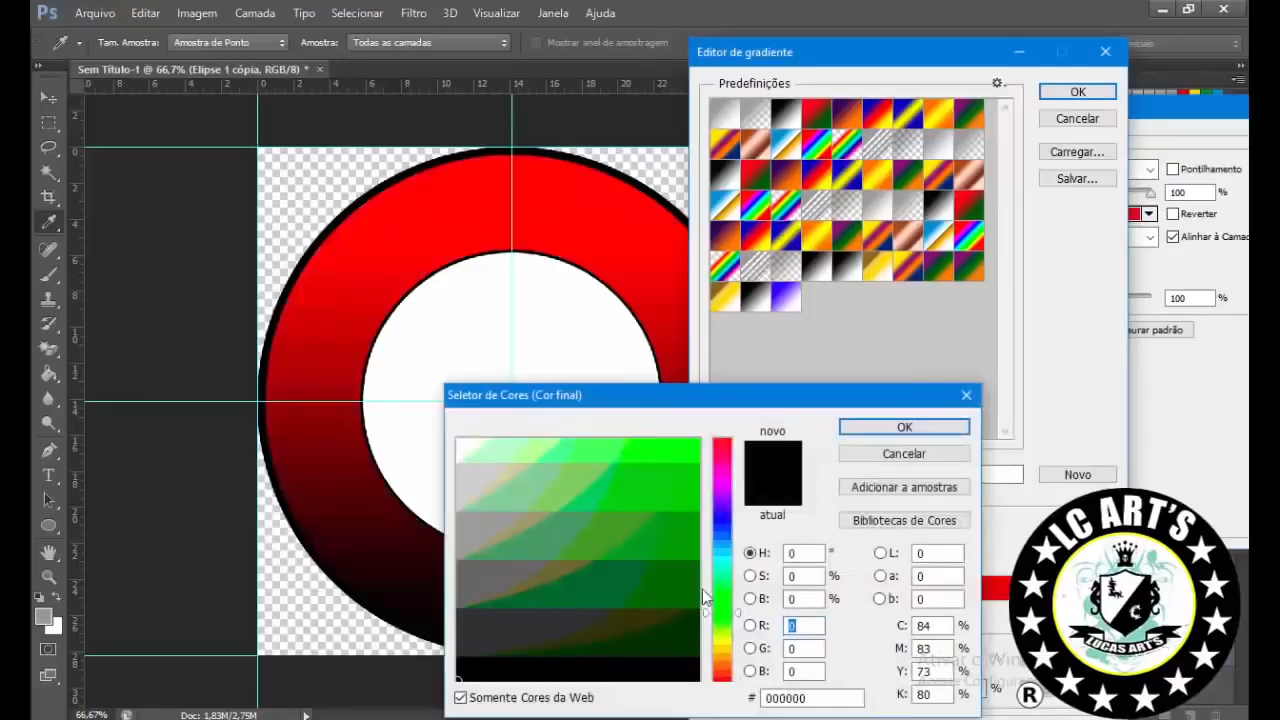 Ps Arquivo Editar Imagem Camada Tipo Selecionar Filtro 3D Visualizar Janela Ajuda
Tam. Amostra: Amostra de Ponto Amostra: Todas as camadas Mostrar anel de amostragem
Sem Título-1 @ 66,7% (Elipse 1 cópia, RGB/8) * ×
Editor de gradiente
Predefinições
OK
Cancelar
Carregar...
Salvar...
Novo
Pontilhamento
100 %
Reverter
Alinhar à Camad
100 %
aurar padrão
Seletor de Cores (Cor final)
novo
atual
OK
Cancelar
Adicionar a amostras
Bibliotecas de Cores
H: 0 ° L: 0
S: 0 % a: 0
B: 0 % b: 0
R: 0 C: 84 %
G: 0 M: 83 %
B: 0 Y: 73 %
# 000000 K: 80 %
Somente Cores da Web
LC ART'S
LUCAS ART'S
®
66,67% Doc: 1,83M/2,75M